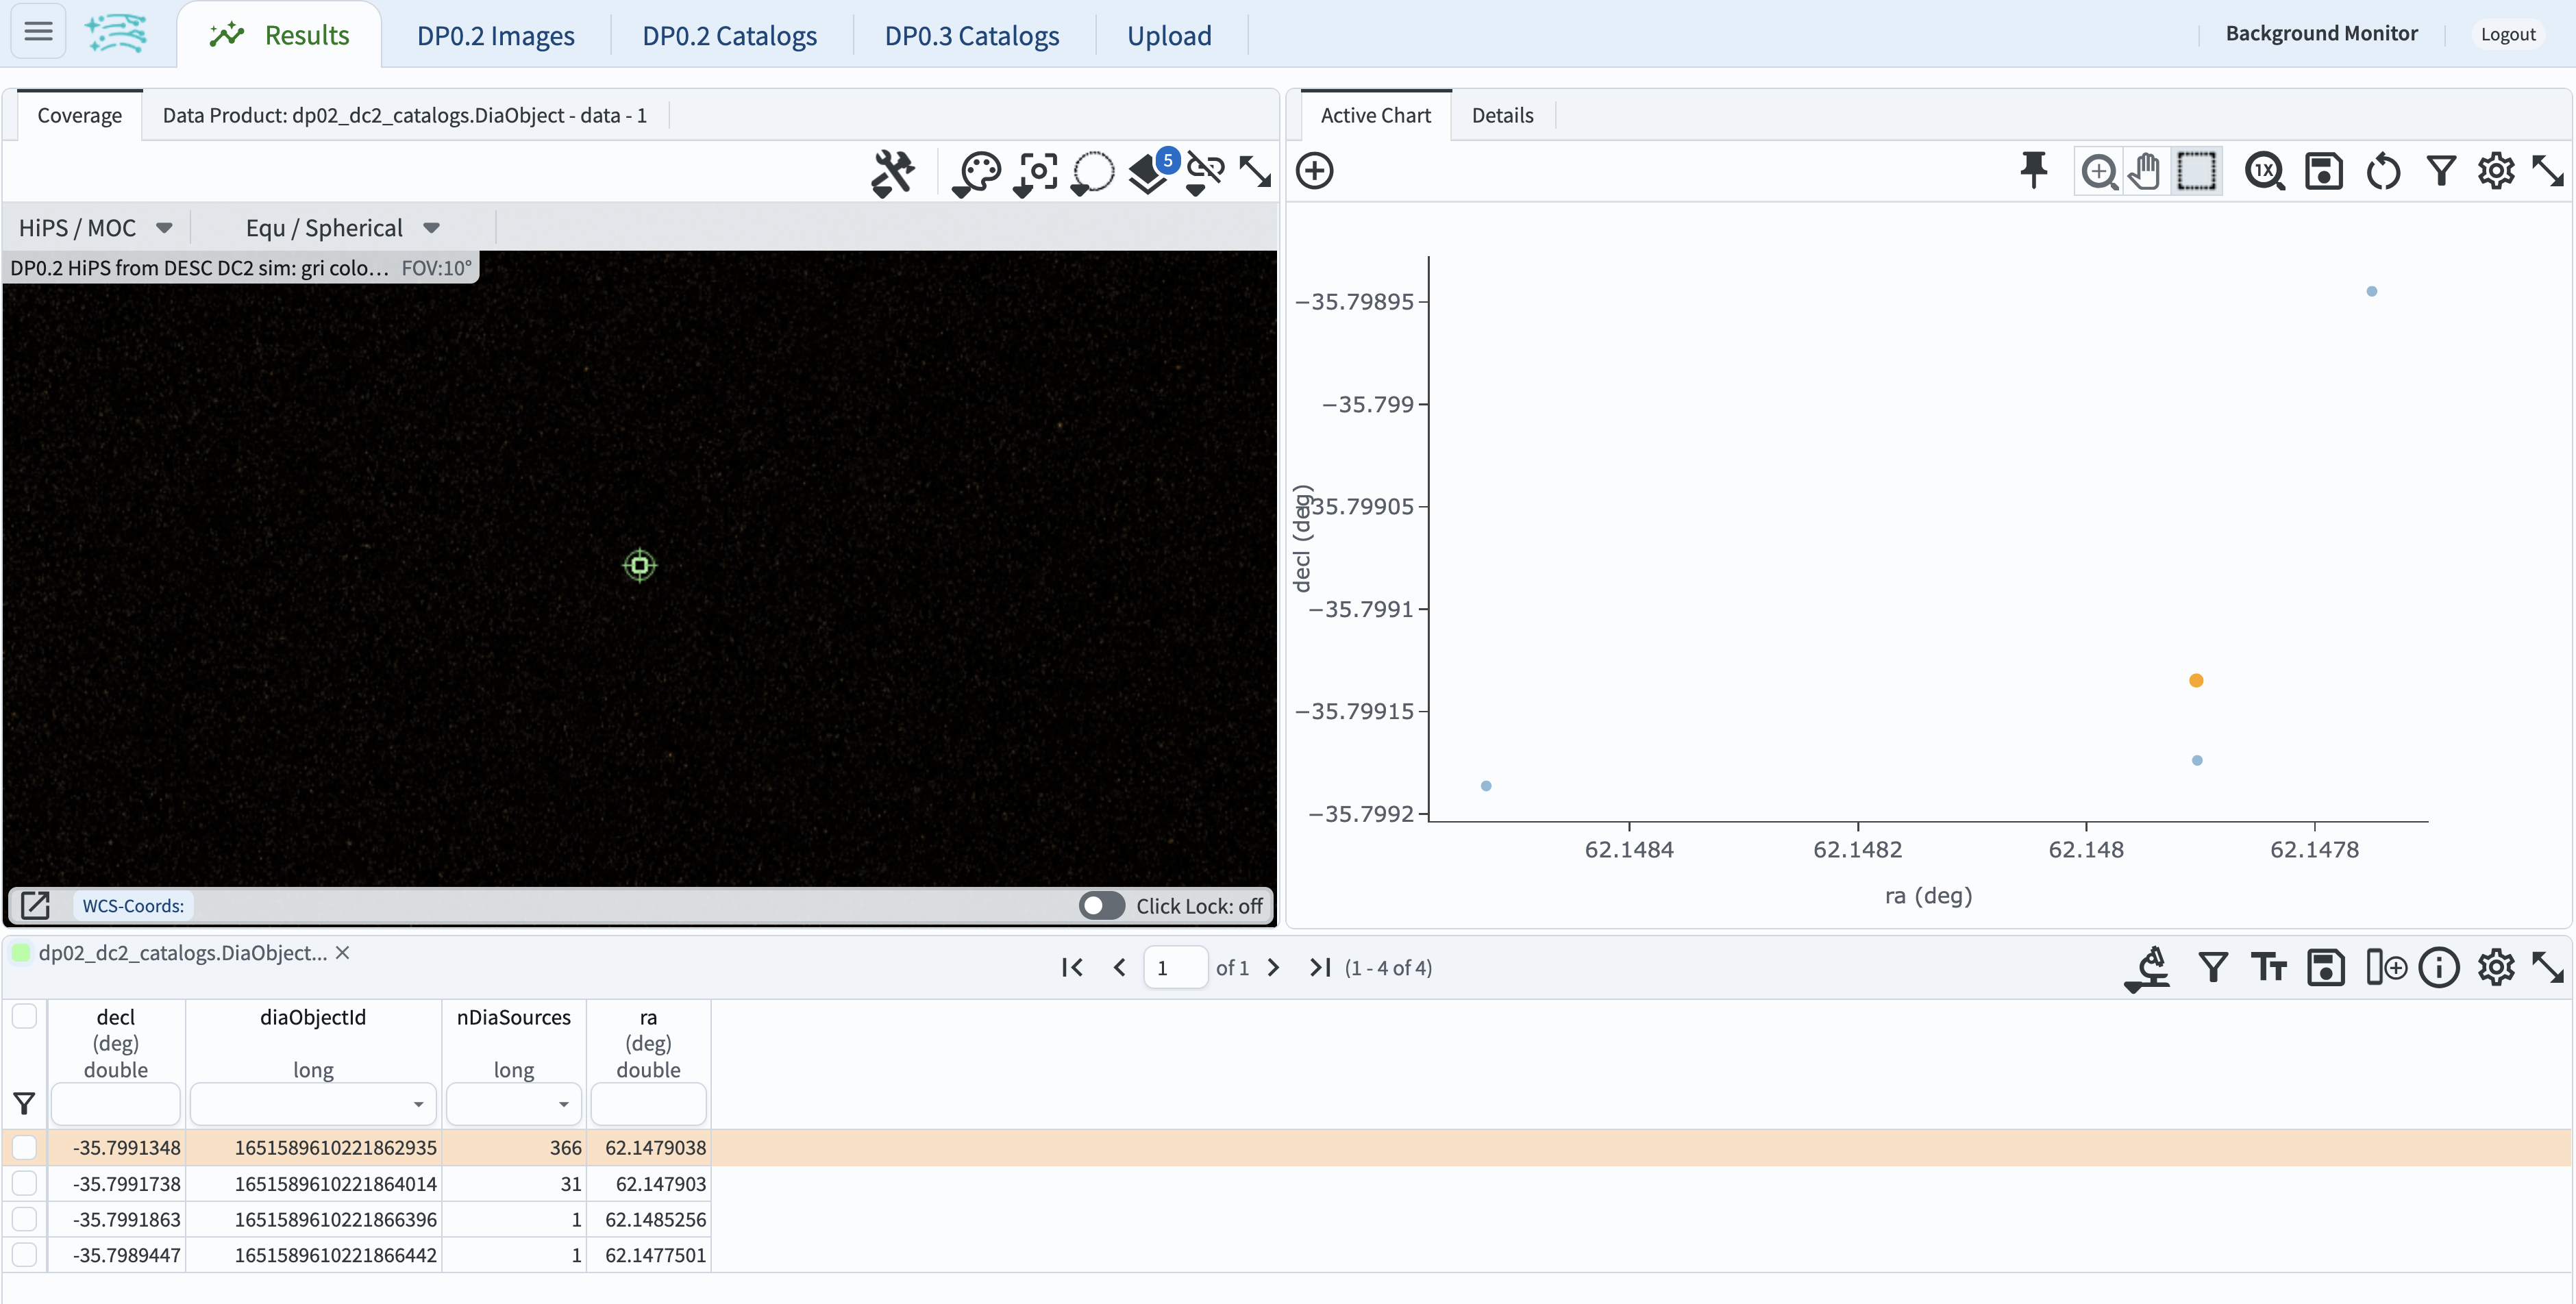 Results
DP0.2 Images
DP0.2 Catalogs
DP0.3 Catalogs
Upload
Background Monitor
Logout
Coverage
Data Product: dp02_dc2_catalogs.DiaObject - data - 1
5
HiPS / MOC
Equ / Spherical
DP0.2 HiPS from DESC DC2 sim: gri colo... FOV:10°
WCS-Coords:
Click Lock: off
Active Chart
Details
1X
−35.79895
−35.799
−35.79905
−35.7991
−35.79915
−35.7992
decl (deg)
62.1484 62.1482 62.148 62.1478
ra (deg)
dp02_dc2_catalogs.DiaObject...
1 of 1 (1 - 4 of 4)
decl diaObjectId nDiaSources ra
(deg) (deg)
double long long double
-35.7991348 1651589610221862935 366 62.1479038
-35.7991738 1651589610221864014 31 62.147903
-35.7991863 1651589610221866396 1 62.1485256
-35.7989447 1651589610221866442 1 62.1477501